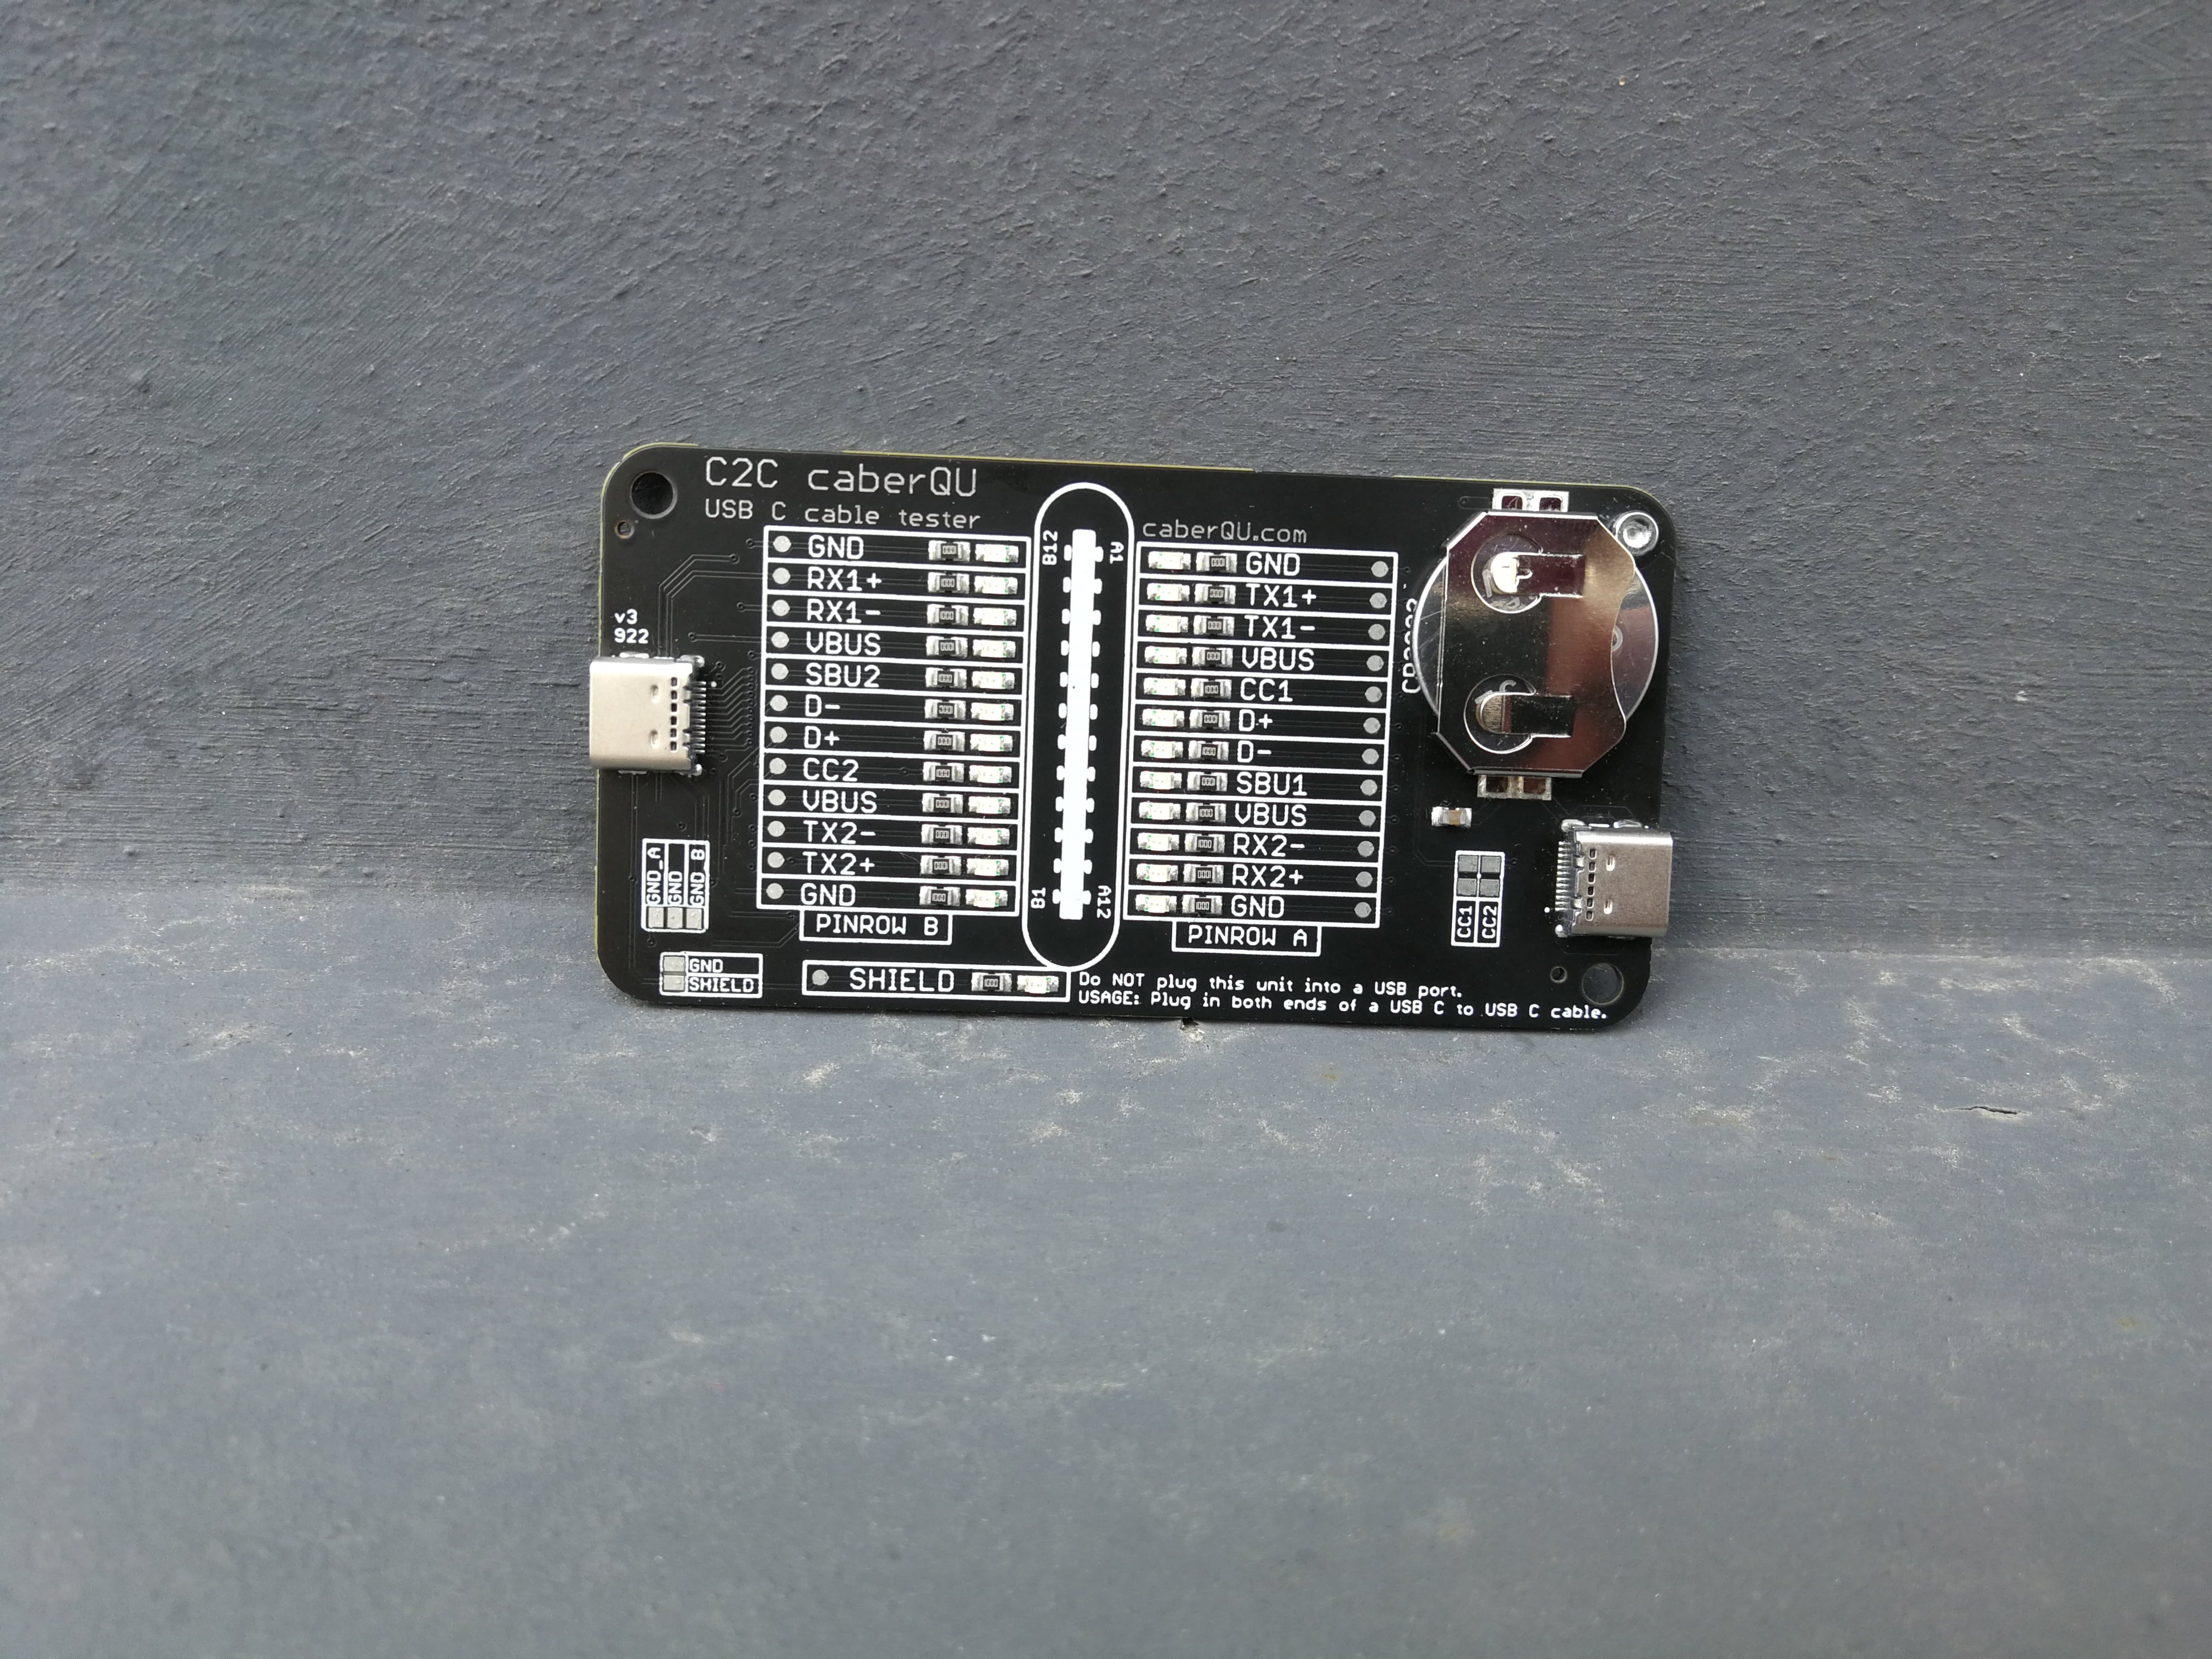 C2C caberQU
USB C cable tester
GND
RX1+
RX1-
VBUS
SBU2
D-
D+
CC2
VBUS
TX2-
TX2+
GND
PINROW B
B12
A1
B1
A12
caberQU.com
GND
TX1+
TX1-
VBUS
CC1
D+
D-
SBU1
VBUS
RX2-
RX2+
GND
PINROW A
v3
922
GND_A
GND
GND_B
GND
SHIELD
SHIELD
CC1
CC2
Do NOT plug this unit into a USB port.
USAGE: Plug in both ends of a USB C to USB C cable.